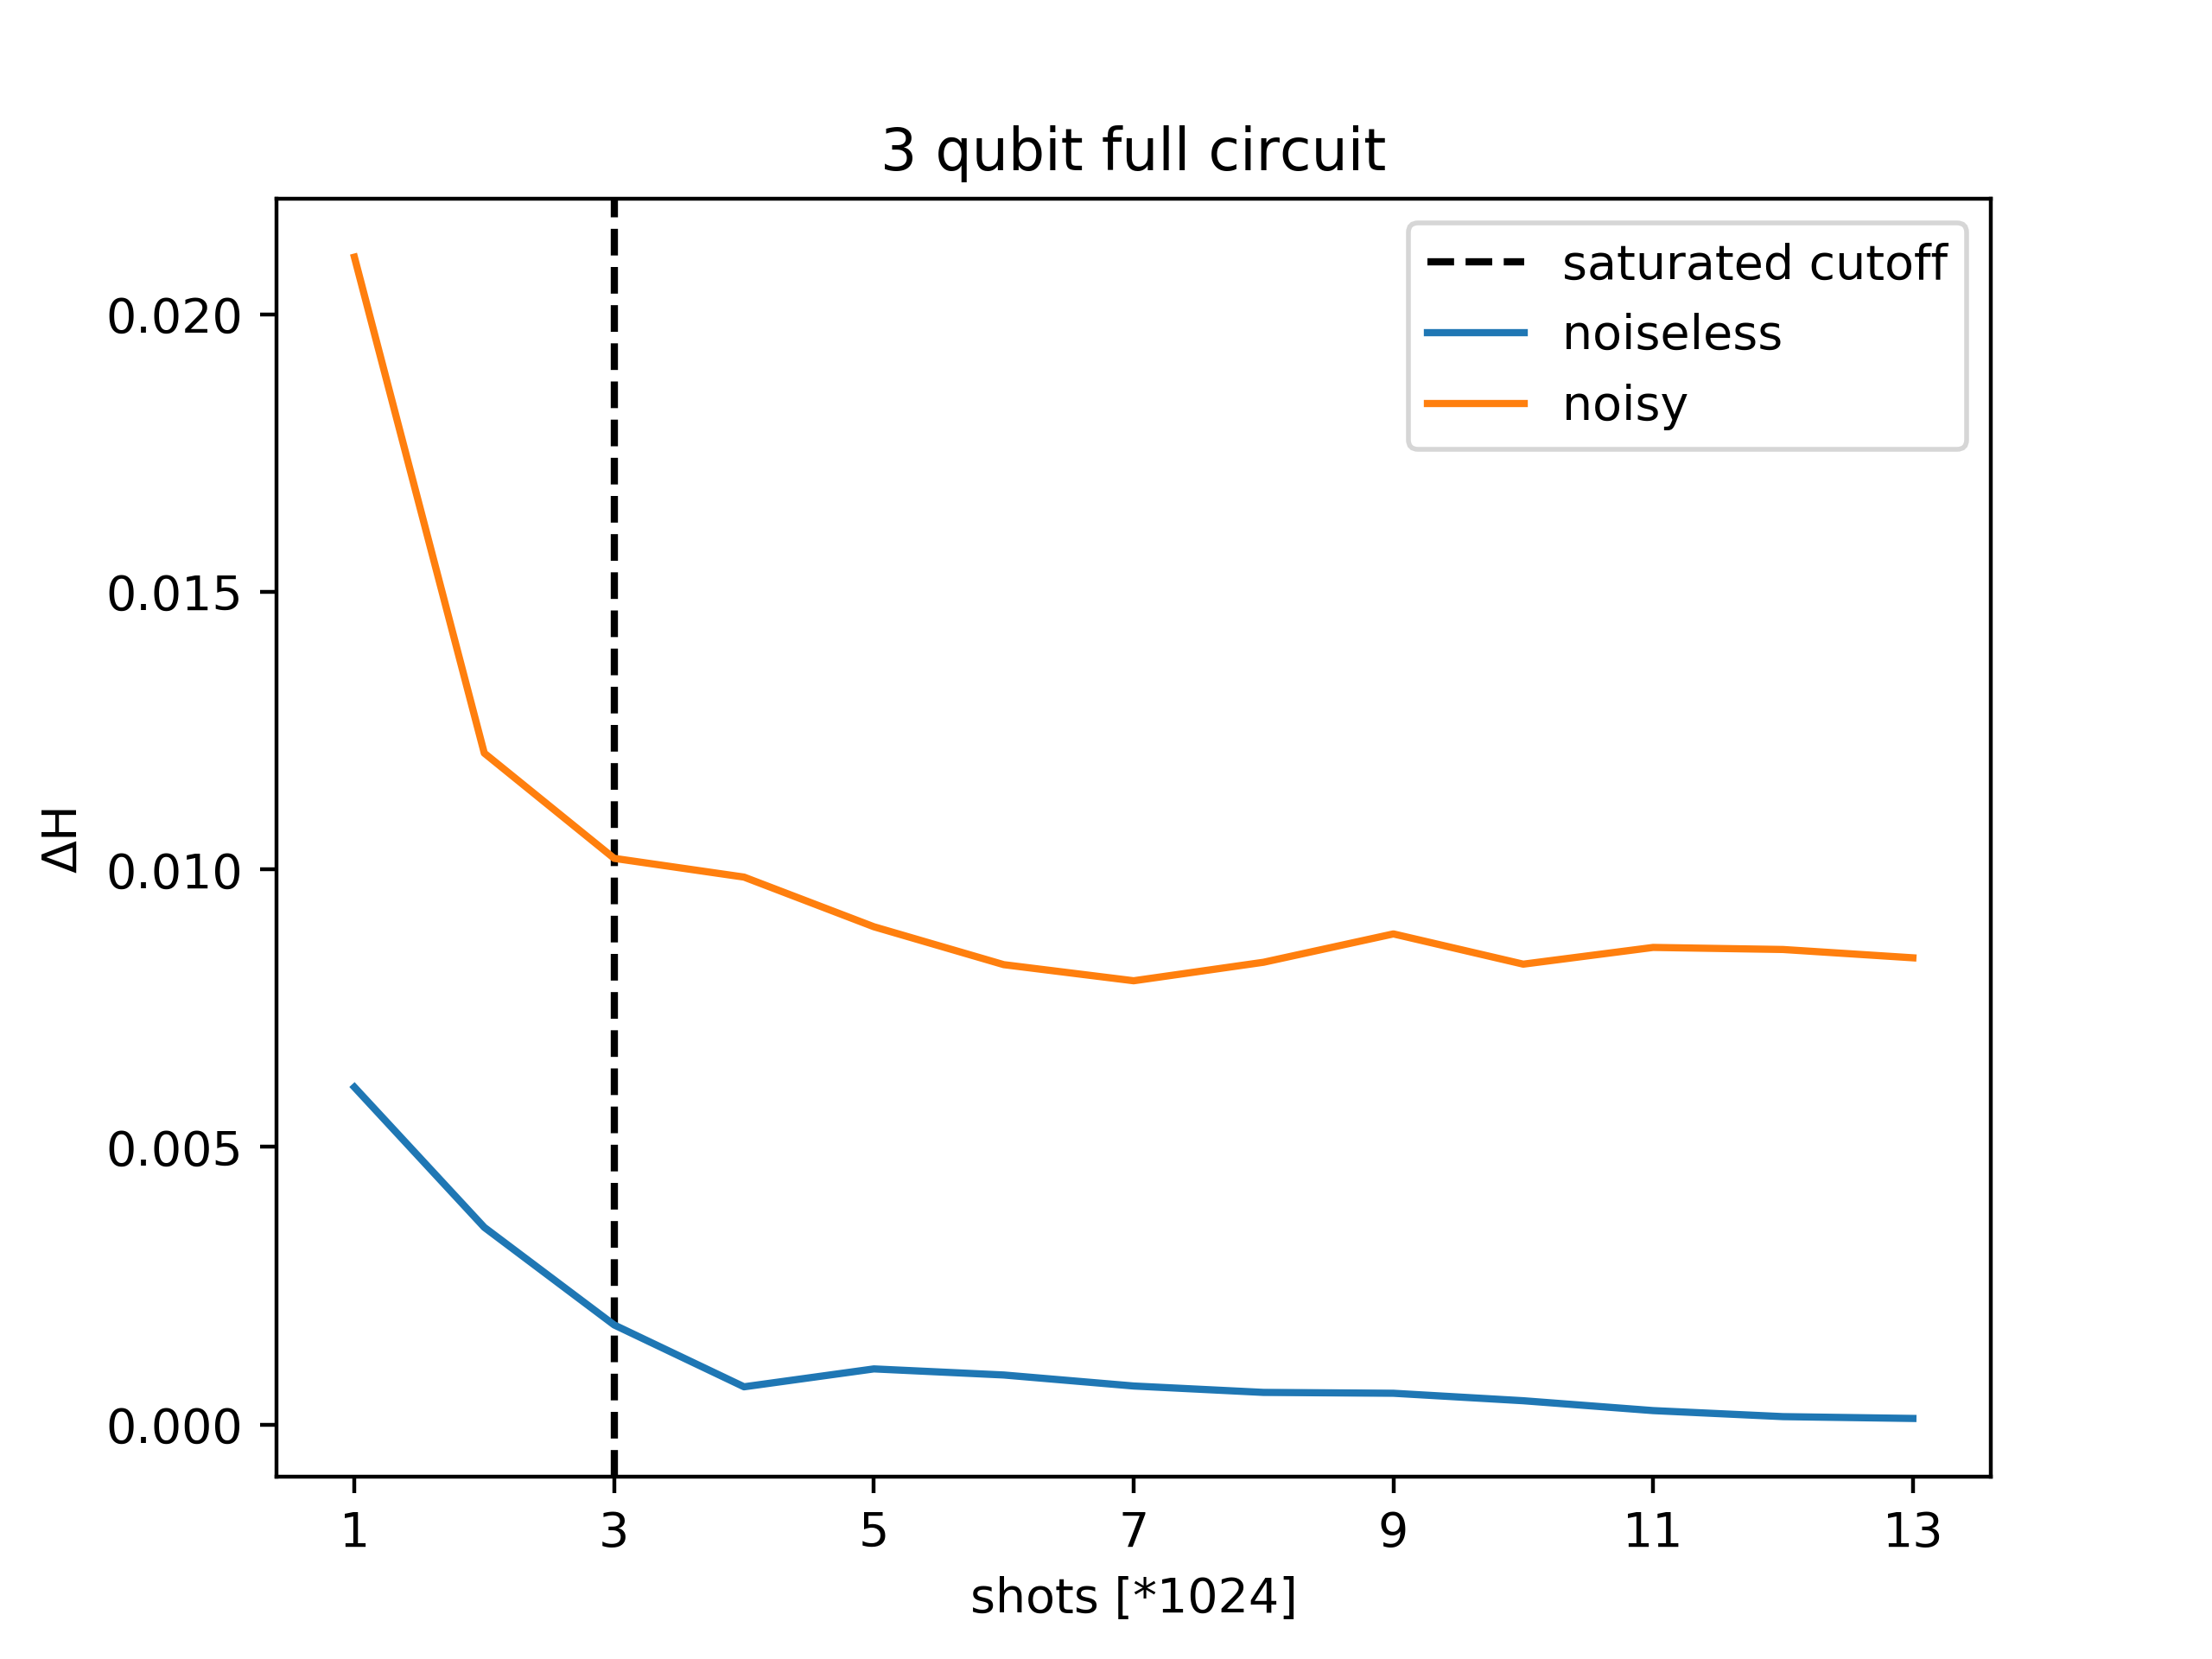 3 qubit full circuit
saturated cutoff
noiseless
noisy
0.020
0.015
0.010
0.005
0.000
ΔH
1 3 5 7 9 11 13
shots [*1024]